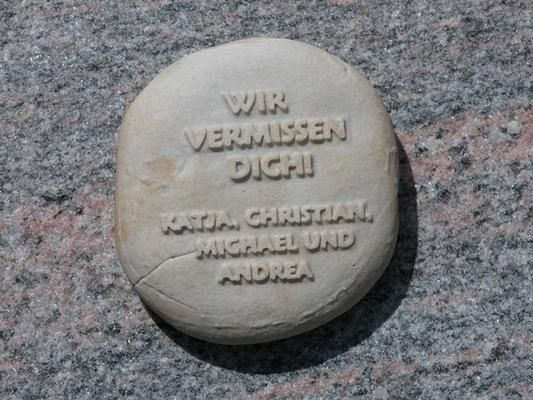 WIR
VERMISSEN
DICH!
KATJA, CHRISTIAN,
MICHAEL UND
ANDREA